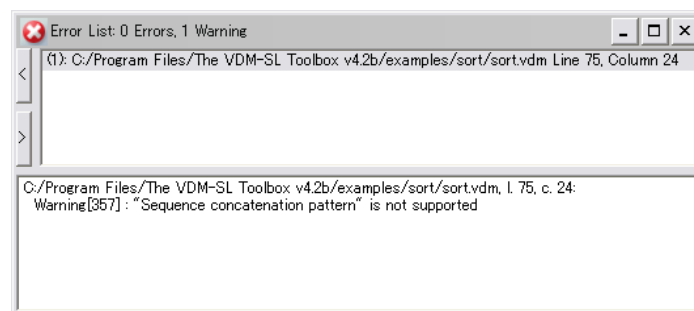 Error List: 0 Errors, 1 Warning
(1): C:/Program Files/The VDM-SL Toolbox v4.2b/examples/sort/sort.vdm Line 75, Column 24
C:/Program Files/The VDM-SL Toolbox v4.2b/examples/sort/sort.vdm, l. 75, c. 24:
Warning[357] : "Sequence concatenation pattern" is not supported